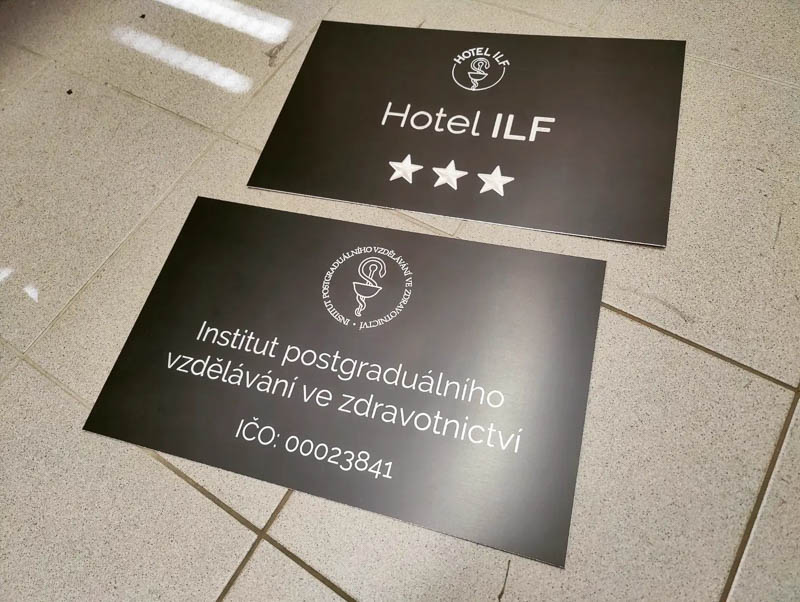 HOTEL ILF
Hotel ILF
INSTITUT POSTGRADUÁLNÍHO VZDĚLÁVÁNÍ VE ZDRAVOTNICTVÍ •
Institut postgraduálního
vzdělávání ve zdravotnictví
IČO: 00023841